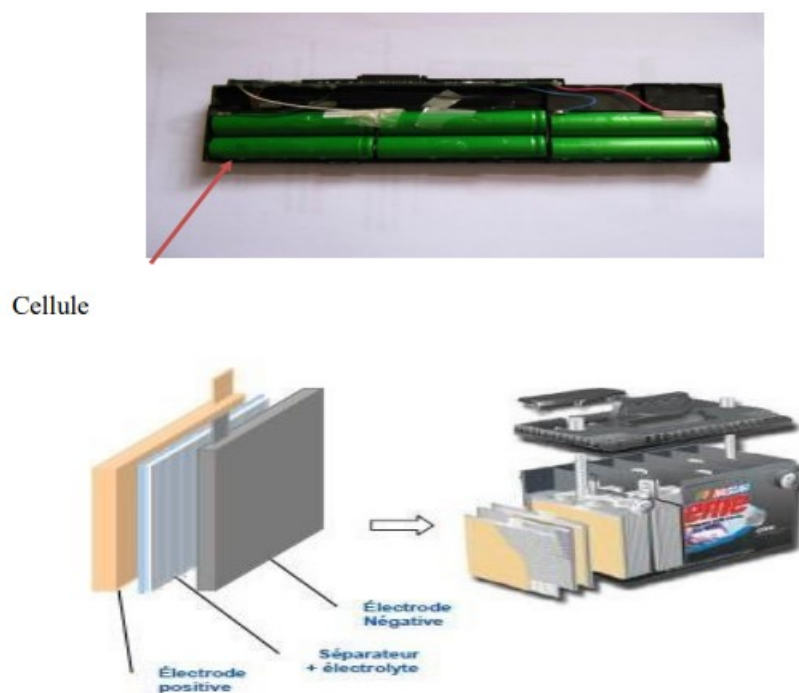 Cellule
Électrode
Négative
Séparateur
+ électrolyte
Électrode
positive